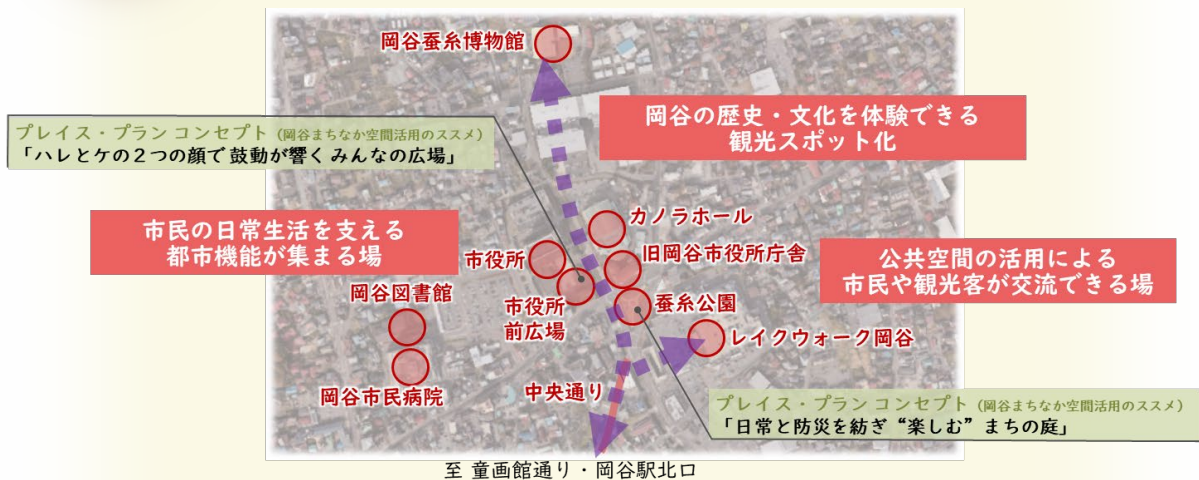 岡谷蚕糸博物館
岡谷の歴史・文化を体験できる
観光スポット化
プレイス・プラン コンセプト（岡谷まちなか空間活用のススメ）
「ハレとケの２つの顔で 鼓動が響く みんなの広場」
市民の日常生活を支える
都市機能が集まる場
カノラホール
市役所
旧岡谷市役所庁舎
公共空間の活用による
市民や観光客が交流できる場
岡谷図書館
市役所
前広場
蚕糸公園
レイクウォーク岡谷
岡谷市民病院
中央通り
プレイス・プラン コンセプト（岡谷まちなか空間活用のススメ）
「日常と防災を紡ぎ “楽しむ” まちの庭」
至 童画館通り・岡谷駅北口